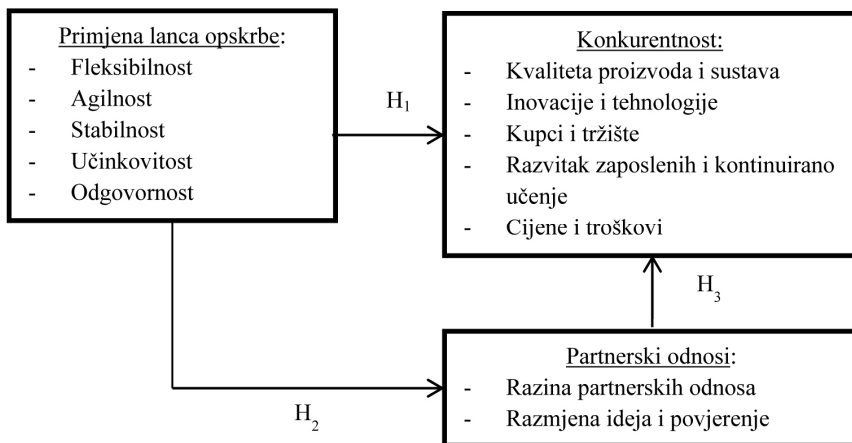 Primjena lanca opskrbe:
- Fleksibilnost
- Agilnost
- Stabilnost
- Učinkovitost
- Odgovornost
H₁
Konkurentnost:
- Kvaliteta proizvoda i sustava
- Inovacije i tehnologije
- Kupci i tržište
- Razvitak zaposlenih i kontinuirano
učenje
- Cijene i troškovi
H₃
H₂
Partnerski odnosi:
- Razina partnerskih odnosa
- Razmjena ideja i povjerenje